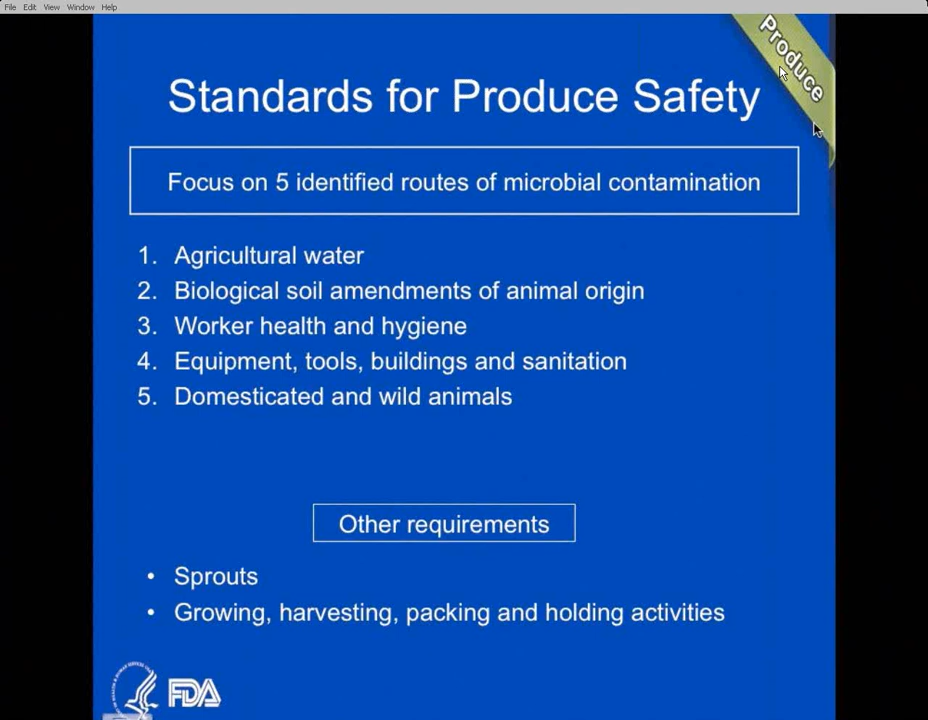 File Edit View Window Help
Produce
Standards for Produce Safety
Focus on 5 identified routes of microbial contamination
1. Agricultural water
2. Biological soil amendments of animal origin
3. Worker health and hygiene
4. Equipment, tools, buildings and sanitation
5. Domesticated and wild animals
Other requirements
• Sprouts
• Growing, harvesting, packing and holding activities
FDA